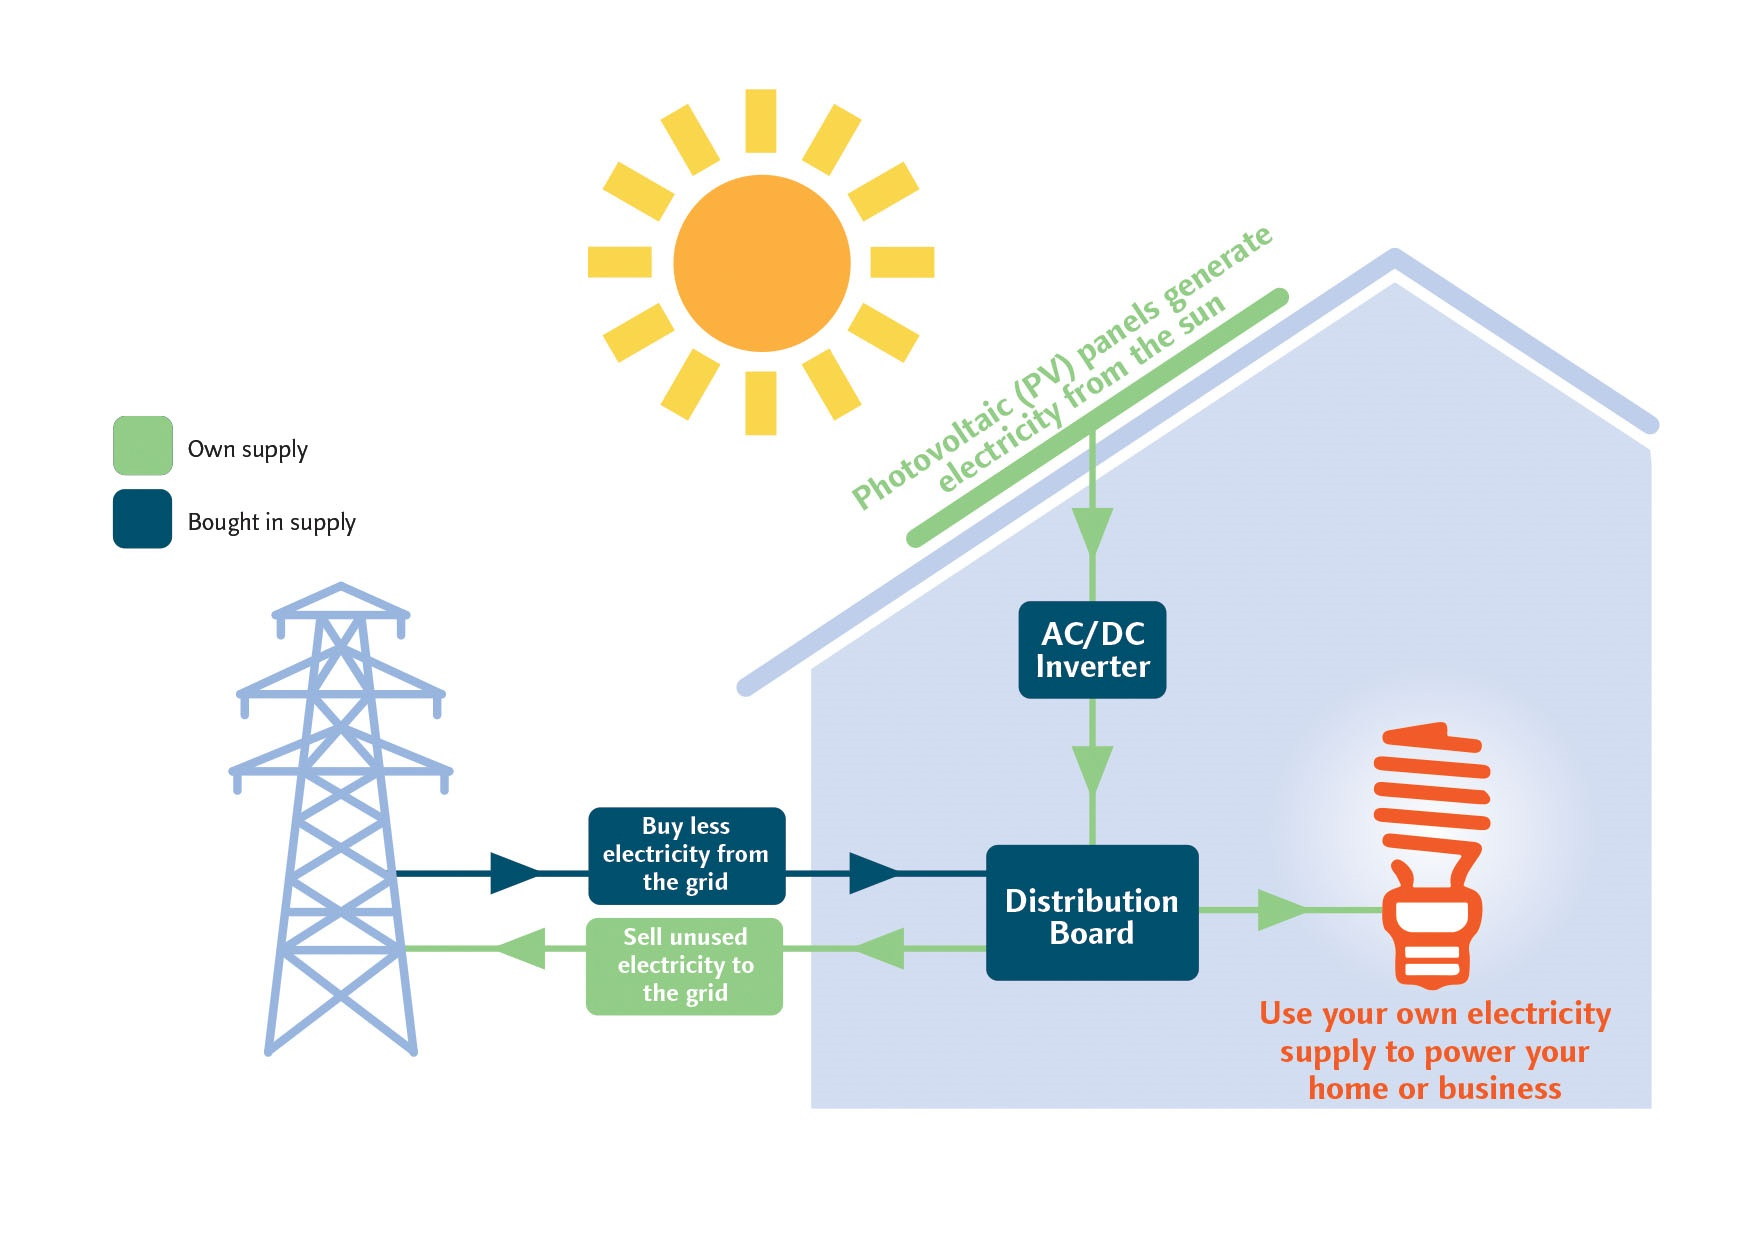 Photovoltaic (PV) panels generate
electricity from the sun
Own supply
Bought in supply
AC/DC
Inverter
Buy less
electricity from
the grid
Distribution
Board
Sell unused
electricity to
the grid
Use your own electricity
supply to power your
home or business